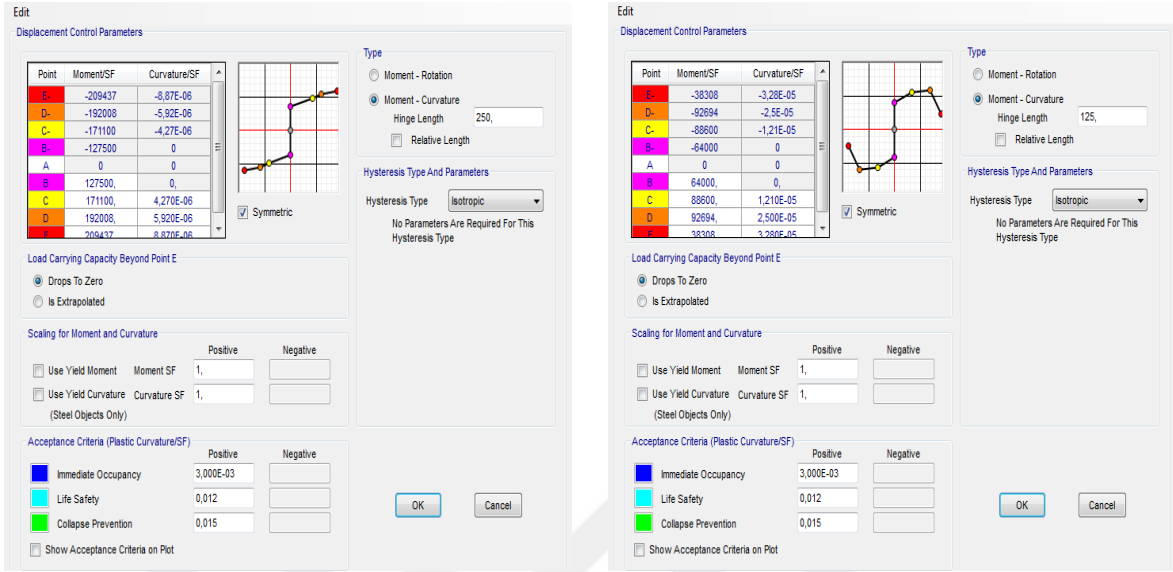 Edit
Displacement Control Parameters
Point Moment/SF Curvature/SF
E- -209437 -8,87E-06
D- -192008 -5,92E-06
C- -171100 -4,27E-06
B- -127500 0
A 0 0
B 127500, 0,
C 171100, 4,270E-06
D 192008, 5,920E-06
E 209437 8,870E-06
Symmetric
Type
Moment - Rotation
Moment - Curvature
Hinge Length 250,
Relative Length
Hysteresis Type And Parameters
Hysteresis Type Isotropic
No Parameters Are Required For This
Hysteresis Type
Load Carrying Capacity Beyond Point E
Drops To Zero
Is Extrapolated
Scaling for Moment and Curvature
Positive Negative
Use Yield Moment Moment SF 1,
Use Yield Curvature Curvature SF 1,
(Steel Objects Only)
Acceptance Criteria (Plastic Curvature/SF)
Positive Negative
Immediate Occupancy 3,000E-03
Life Safety 0,012
Collapse Prevention 0,015
Show Acceptance Criteria on Plot
OK Cancel
Edit
Displacement Control Parameters
Point Moment/SF Curvature/SF
E- -38308 -3,28E-05
D- -92694 -2,5E-05
C- -88600 -1,21E-05
B- -64000 0
A 0 0
B 64000, 0,
C 88600, 1,210E-05
D 92694, 2,500E-05
E 38308 3,280E-05
Symmetric
Type
Moment - Rotation
Moment - Curvature
Hinge Length 125,
Relative Length
Hysteresis Type And Parameters
Hysteresis Type Isotropic
No Parameters Are Required For This
Hysteresis Type
Load Carrying Capacity Beyond Point E
Drops To Zero
Is Extrapolated
Scaling for Moment and Curvature
Positive Negative
Use Yield Moment Moment SF 1,
Use Yield Curvature Curvature SF 1,
(Steel Objects Only)
Acceptance Criteria (Plastic Curvature/SF)
Positive Negative
Immediate Occupancy 3,000E-03
Life Safety 0,012
Collapse Prevention 0,015
Show Acceptance Criteria on Plot
OK Cancel